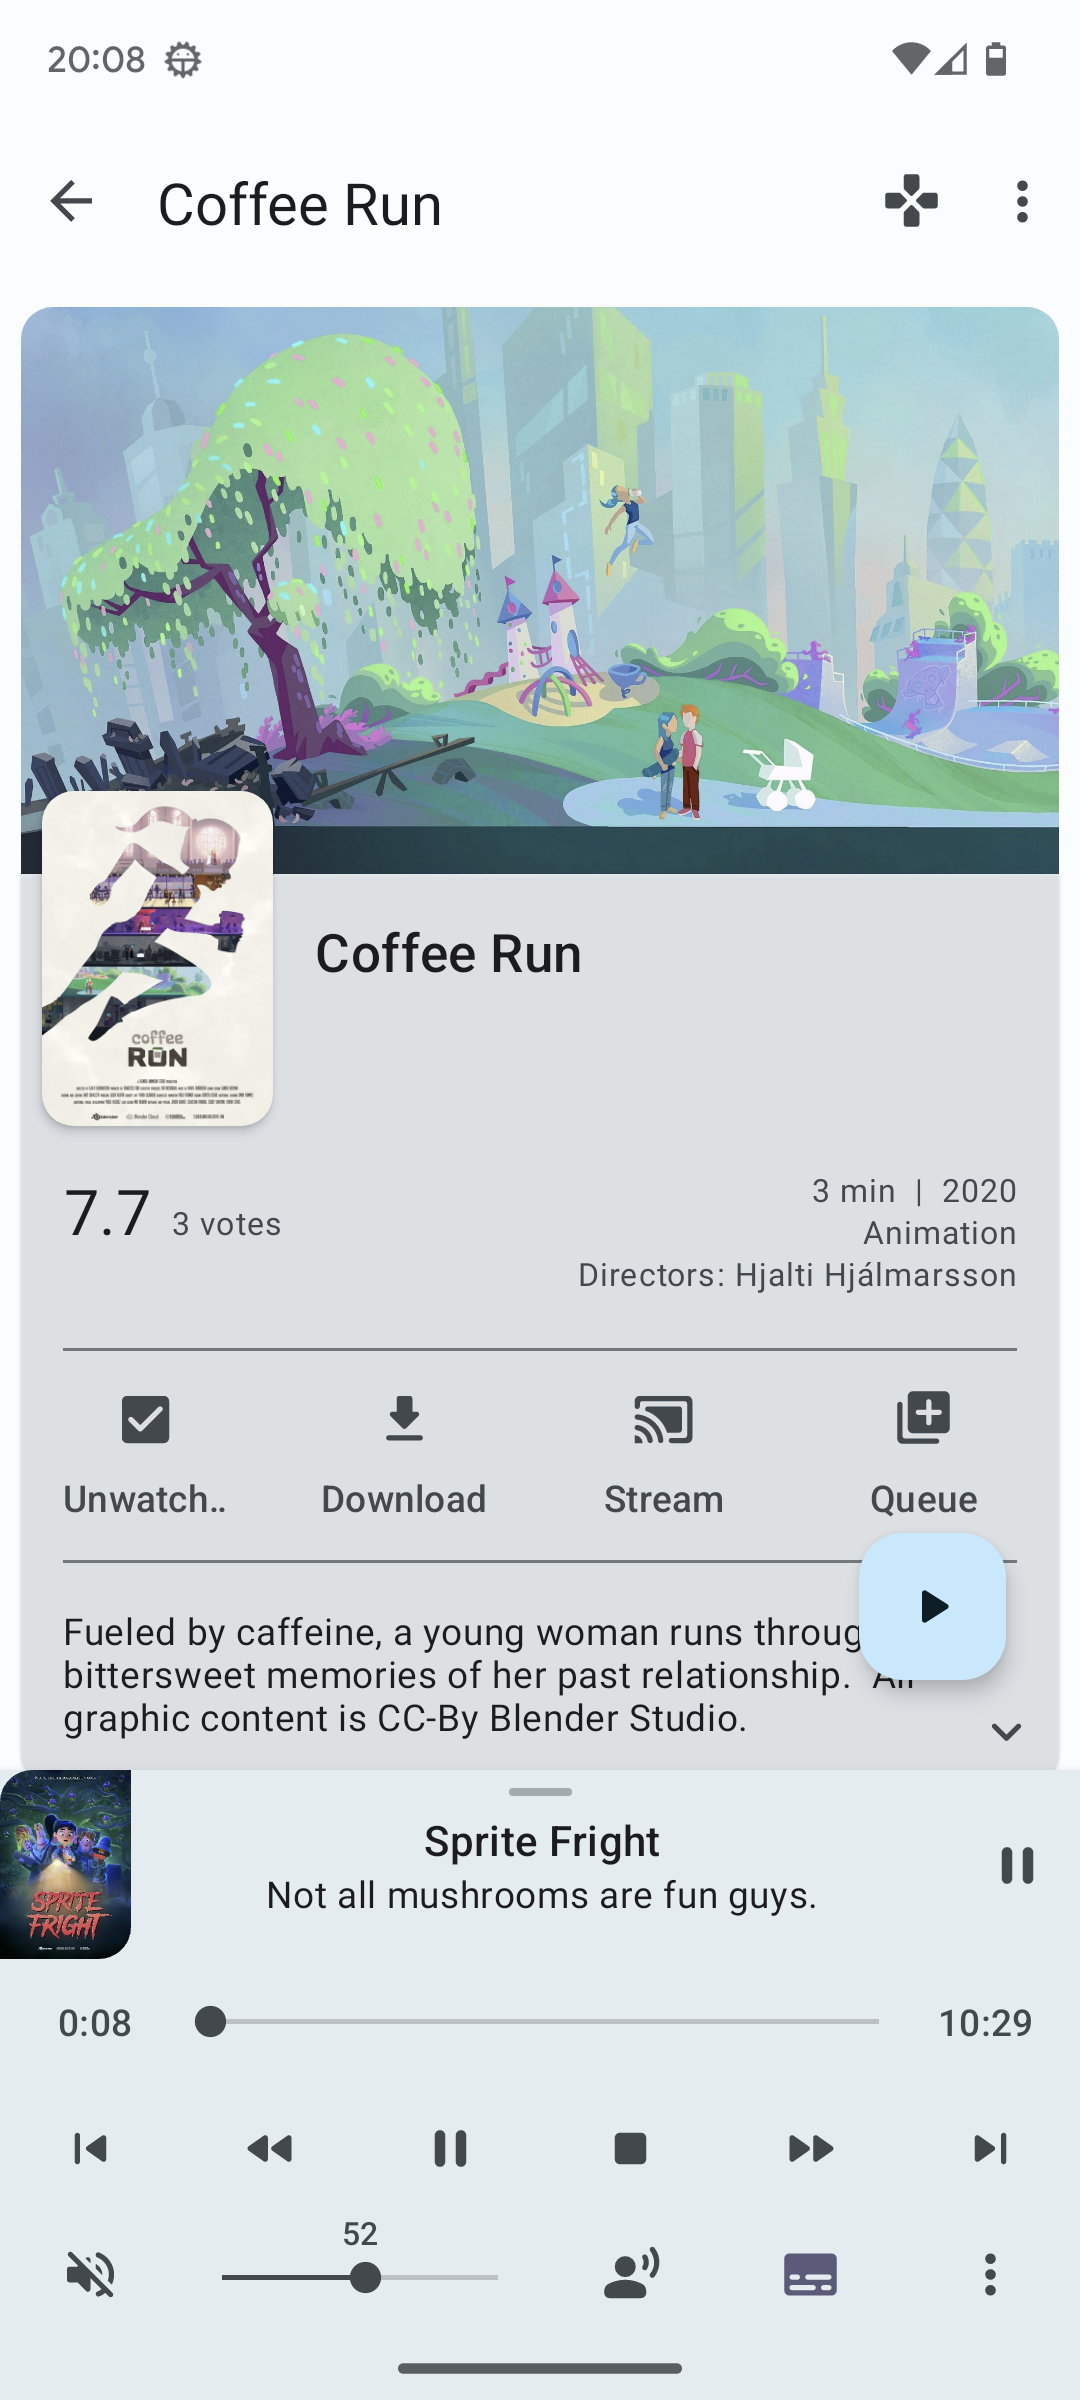 20:08
Coffee Run
coffee
RUN
Coffee Run
7.7 3 votes
3 min | 2020
Animation
Directors: Hjalti Hjálmarsson
Unwatch..
Download
Stream
Queue
Fueled by caffeine, a young woman runs throug
bittersweet memories of her past relationship. All
graphic content is CC-By Blender Studio.
SPRITE
FRIGHT
Sprite Fright
Not all mushrooms are fun guys.
0:08
10:29
52